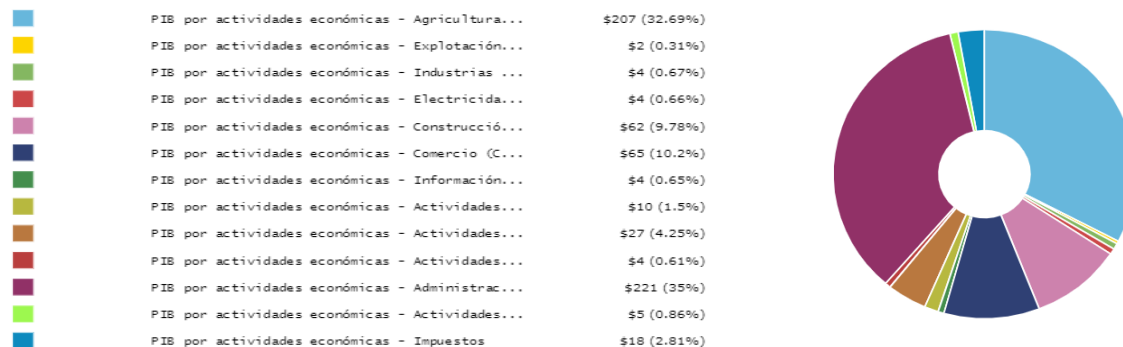 PIB por actividades económicas - Agricultura... $207 (32.69%)
PIB por actividades económicas - Explotación... $2 (0.31%)
PIB por actividades económicas - Industrias ... $4 (0.67%)
PIB por actividades económicas - Electricida... $4 (0.66%)
PIB por actividades económicas - Construcció... $62 (9.78%)
PIB por actividades económicas - Comercio (C... $65 (10.2%)
PIB por actividades económicas - Información... $4 (0.65%)
PIB por actividades económicas - Actividades... $10 (1.5%)
PIB por actividades económicas - Actividades... $27 (4.25%)
PIB por actividades económicas - Actividades... $4 (0.61%)
PIB por actividades económicas - Administrac... $221 (35%)
PIB por actividades económicas - Actividades... $5 (0.86%)
PIB por actividades económicas - Impuestos $18 (2.81%)